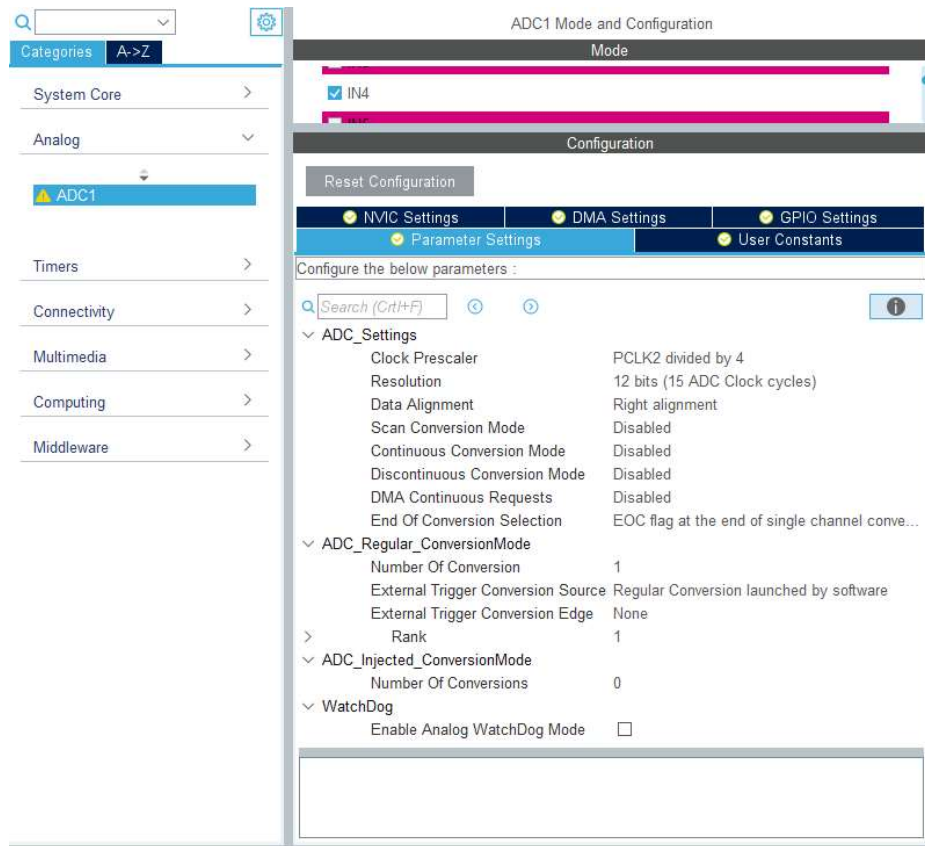 ADC1 Mode and Configuration
Categories A->Z
Mode
System Core
IN4
Analog
Configuration
Reset Configuration
ADC1
NVIC Settings DMA Settings GPIO Settings
Parameter Settings User Constants
Timers
Configure the below parameters :
Connectivity
Search (Crtl+F)
ADC_Settings
Multimedia
Clock Prescaler PCLK2 divided by 4
Resolution 12 bits (15 ADC Clock cycles)
Computing
Data Alignment Right alignment
Scan Conversion Mode Disabled
Middleware
Continuous Conversion Mode Disabled
Discontinuous Conversion Mode Disabled
DMA Continuous Requests Disabled
End Of Conversion Selection EOC flag at the end of single channel conve...
ADC_Regular_ConversionMode
Number Of Conversion 1
External Trigger Conversion Source Regular Conversion launched by software
External Trigger Conversion Edge None
Rank 1
ADC_Injected_ConversionMode
Number Of Conversions 0
WatchDog
Enable Analog WatchDog Mode